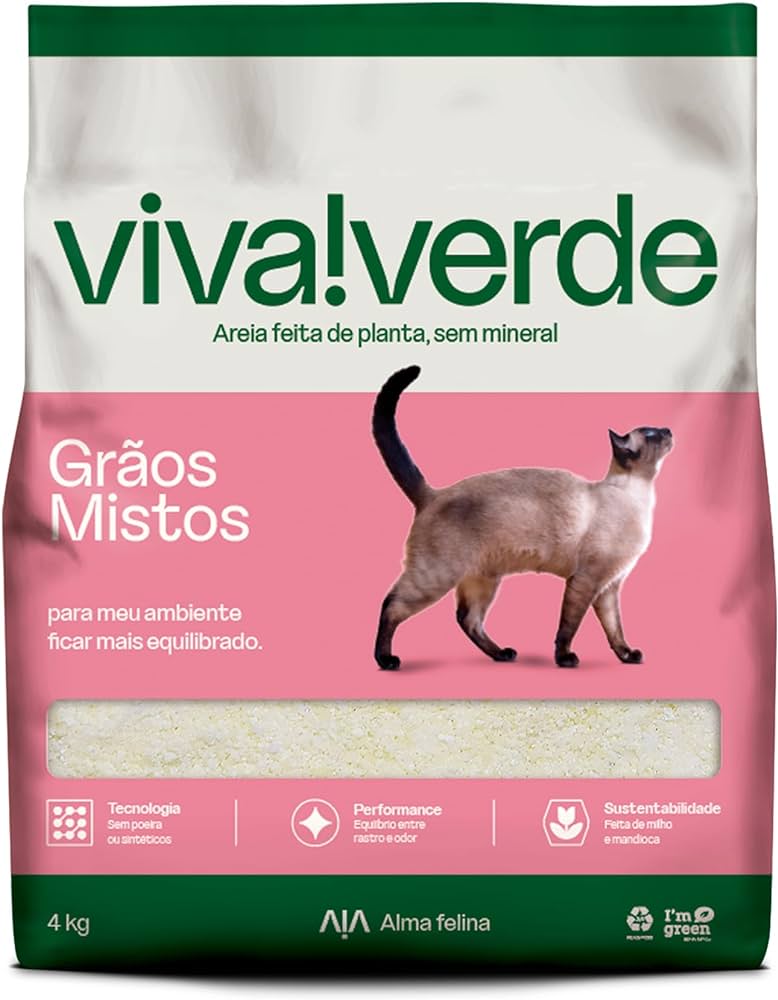 viva!verde
Areia feita de planta, sem mineral
Grãos
Mistos
para meu ambiente
ficar mais equilibrado.
Tecnologia
Sem poeira
ou sintéticos
Performance
Equilíbrio entre
rastro e odor
Sustentabilidade
Feita de milho
e mandioca
4 kg
Alma felina
I'm
green